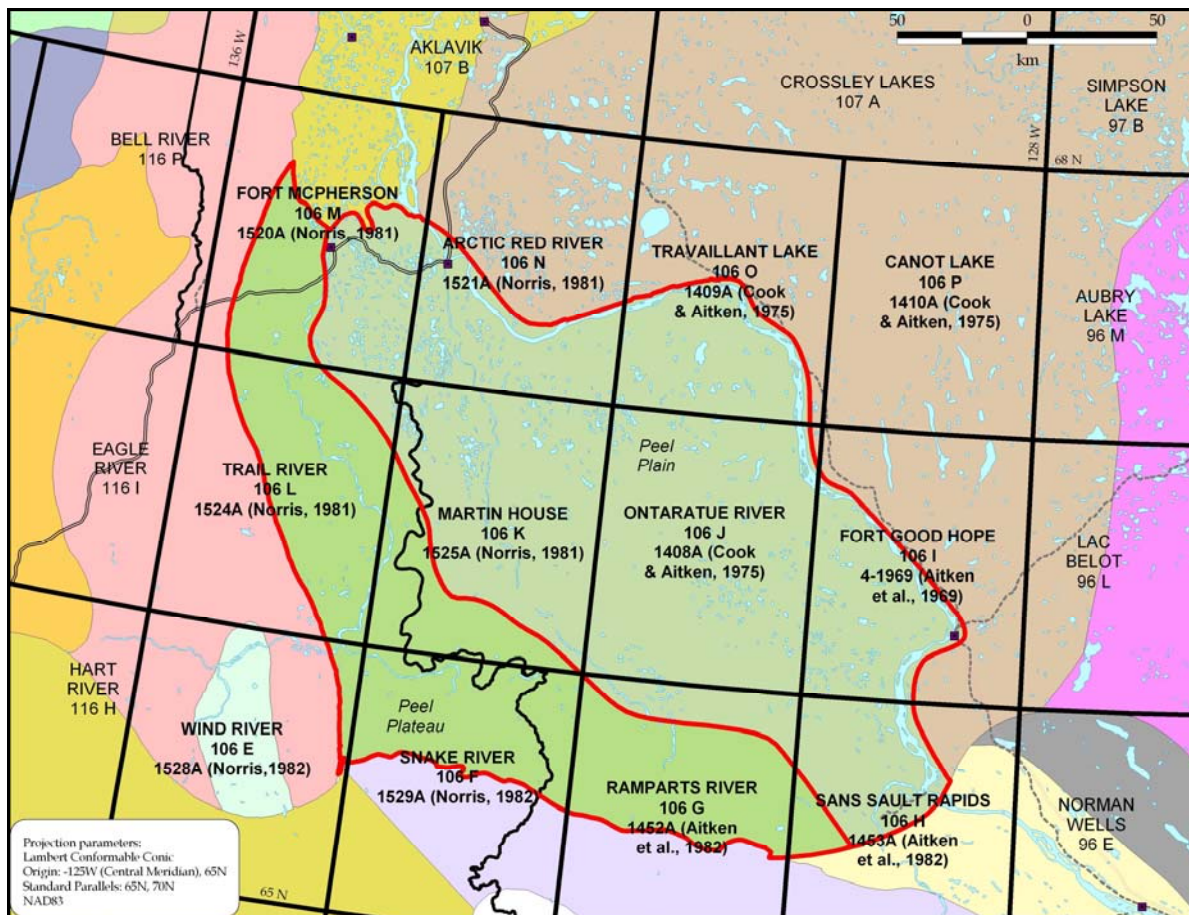 136 W
AKLAVIK
107 B
50
0
50
km
CROSSLEY LAKES
107 A
SIMPSON
LAKE
97 B
BELL RIVER
116 P
128 W
68 N
FORT MCPHERSON
106 M
1520A (Norris, 1981)
ARCTIC RED RIVER
106 N
1521A (Norris, 1981)
TRAVAILLANT LAKE
106 O
1409A (Cook
& Aitken, 1975)
CANOT LAKE
106 P
1410A (Cook
& Aitken, 1975)
AUBRY
LAKE
96 M
EAGLE
RIVER
116 I
TRAIL RIVER
106 L
1524A (Norris, 1981)
Peel
Plain
MARTIN HOUSE
106 K
1525A (Norris, 1981)
ONTARATUE RIVER
106 J
1408A (Cook
& Aitken, 1975)
FORT GOOD HOPE
106 I
4-1969 (Aitken
et al., 1969)
LAC
BELOT
96 L
HART
RIVER
116 H
WIND RIVER
106 E
1528A (Norris,1982)
Peel
Plateau
SNAKE RIVER
106 F
1529A (Norris, 1982)
RAMPARTS RIVER
106 G
1452A (Aitken
et al., 1982)
SANS SAULT RAPIDS
106 H
1453A (Aitken
et al., 1982)
NORMAN
WELLS
96 E
Projection parameters:
Lambert Conformable Conic
Origin: -125W (Central Meridian), 65N
Standard Parallels: 65N, 70N
NAD83
65 N